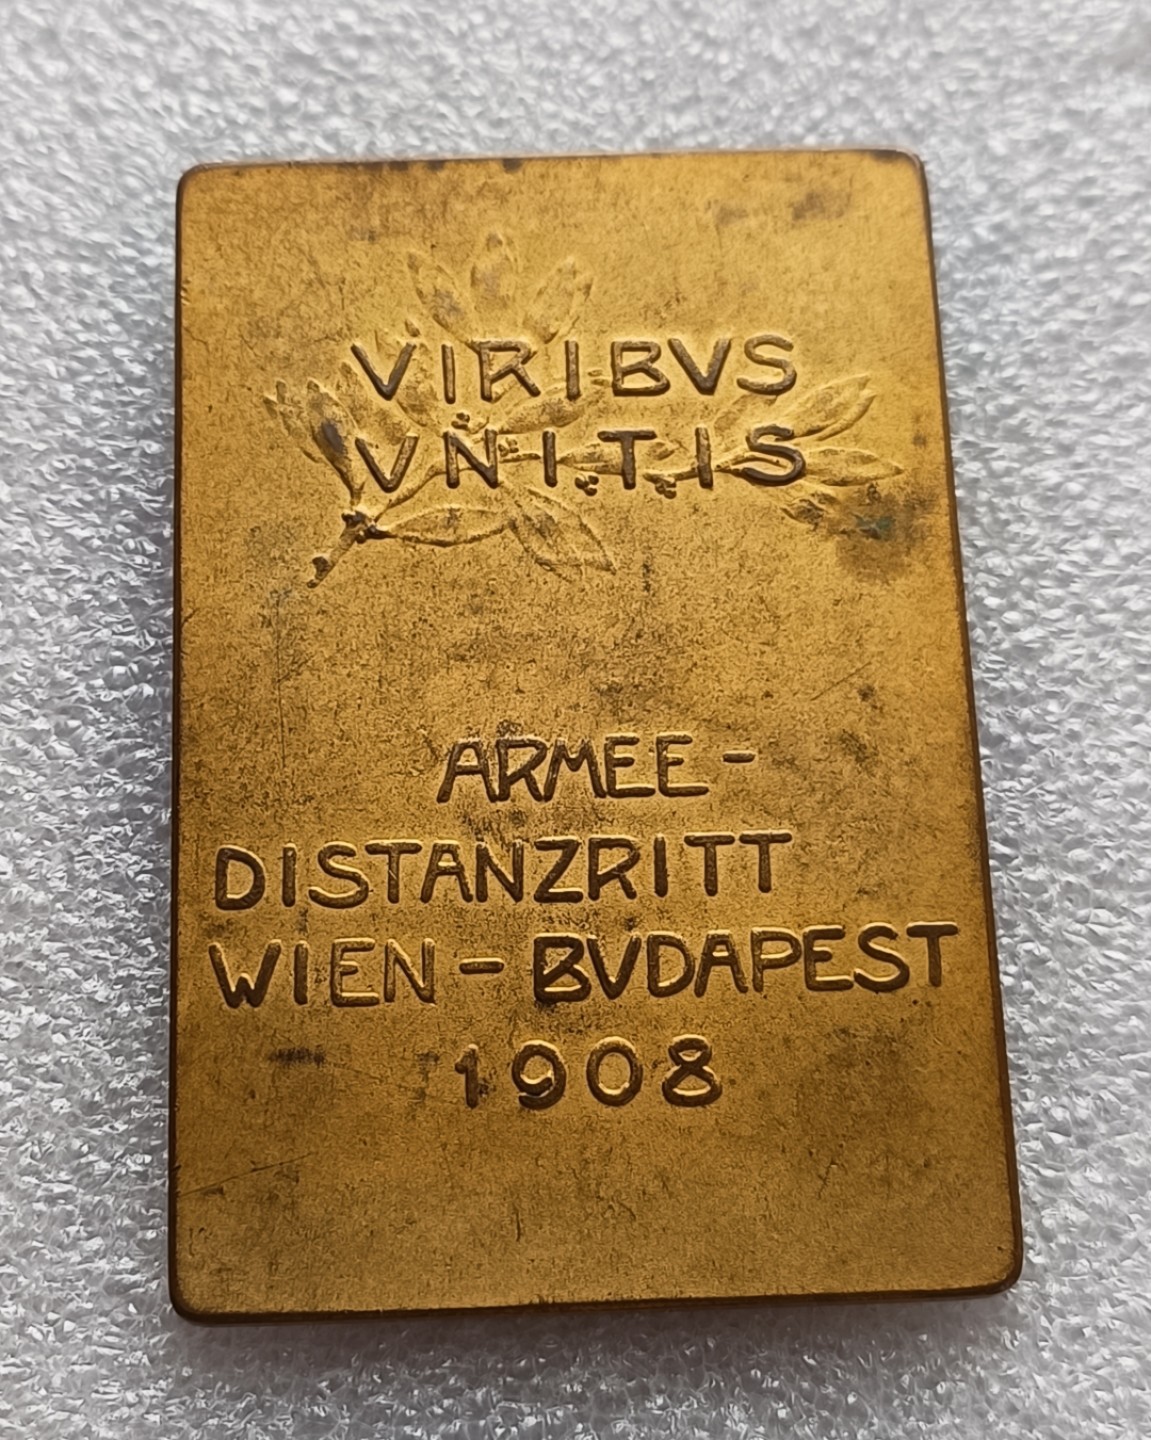 VIRIBVS
VNITIS
ARMEE-
DISTANZRITT
WIEN-BVDAPEST
1908